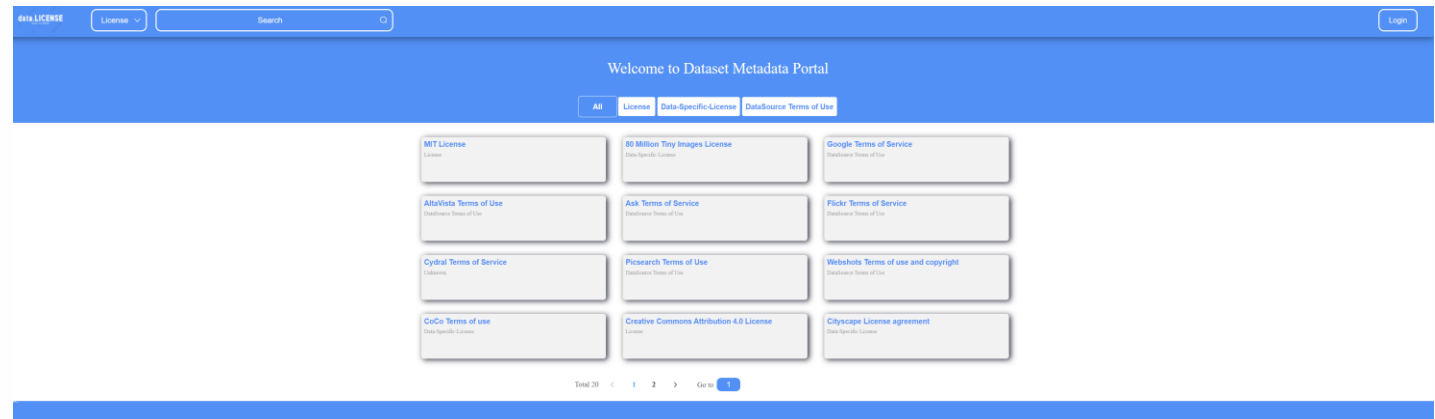 data.LICENSE
License
Search
Login
Welcome to Dataset Metadata Portal
All License Data-Specific-License DataSource Terms of Use
MIT License
License
80 Million Tiny Images License
Data-Specific-License
Google Terms of Service
DataSource Terms of Use
AltaVista Terms of Use
DataSource Terms of Use
Ask Terms of Service
DataSource Terms of Use
Flickr Terms of Service
DataSource Terms of Use
Cydral Terms of Service
Unknown
Picsearch Terms of Use
DataSource Terms of Use
Webshots Terms of use and copyright
DataSource Terms of Use
CoCo Terms of use
Data-Specific-License
Creative Commons Attribution 4.0 License
License
Cityscape License agreement
Data-Specific-License
Total 20 < 1 2 > Go to 1